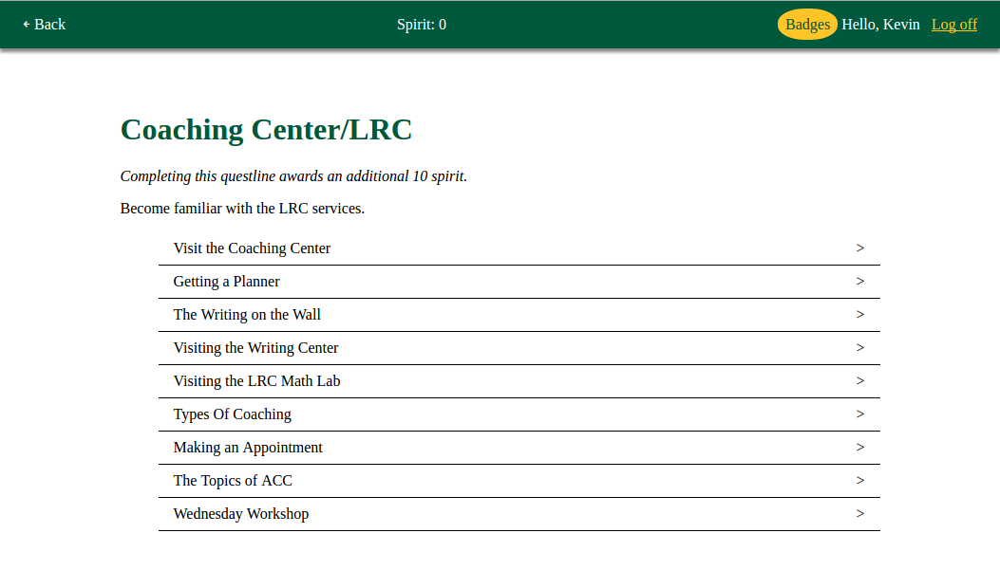 ← Back Spirit: 0 Badges Hello, Kevin Log off
Coaching Center/LRC
Completing this questline awards an additional 10 spirit.
Become familiar with the LRC services.
Visit the Coaching Center >
Getting a Planner >
The Writing on the Wall >
Visiting the Writing Center >
Visiting the LRC Math Lab >
Types Of Coaching >
Making an Appointment >
The Topics of ACC >
Wednesday Workshop >